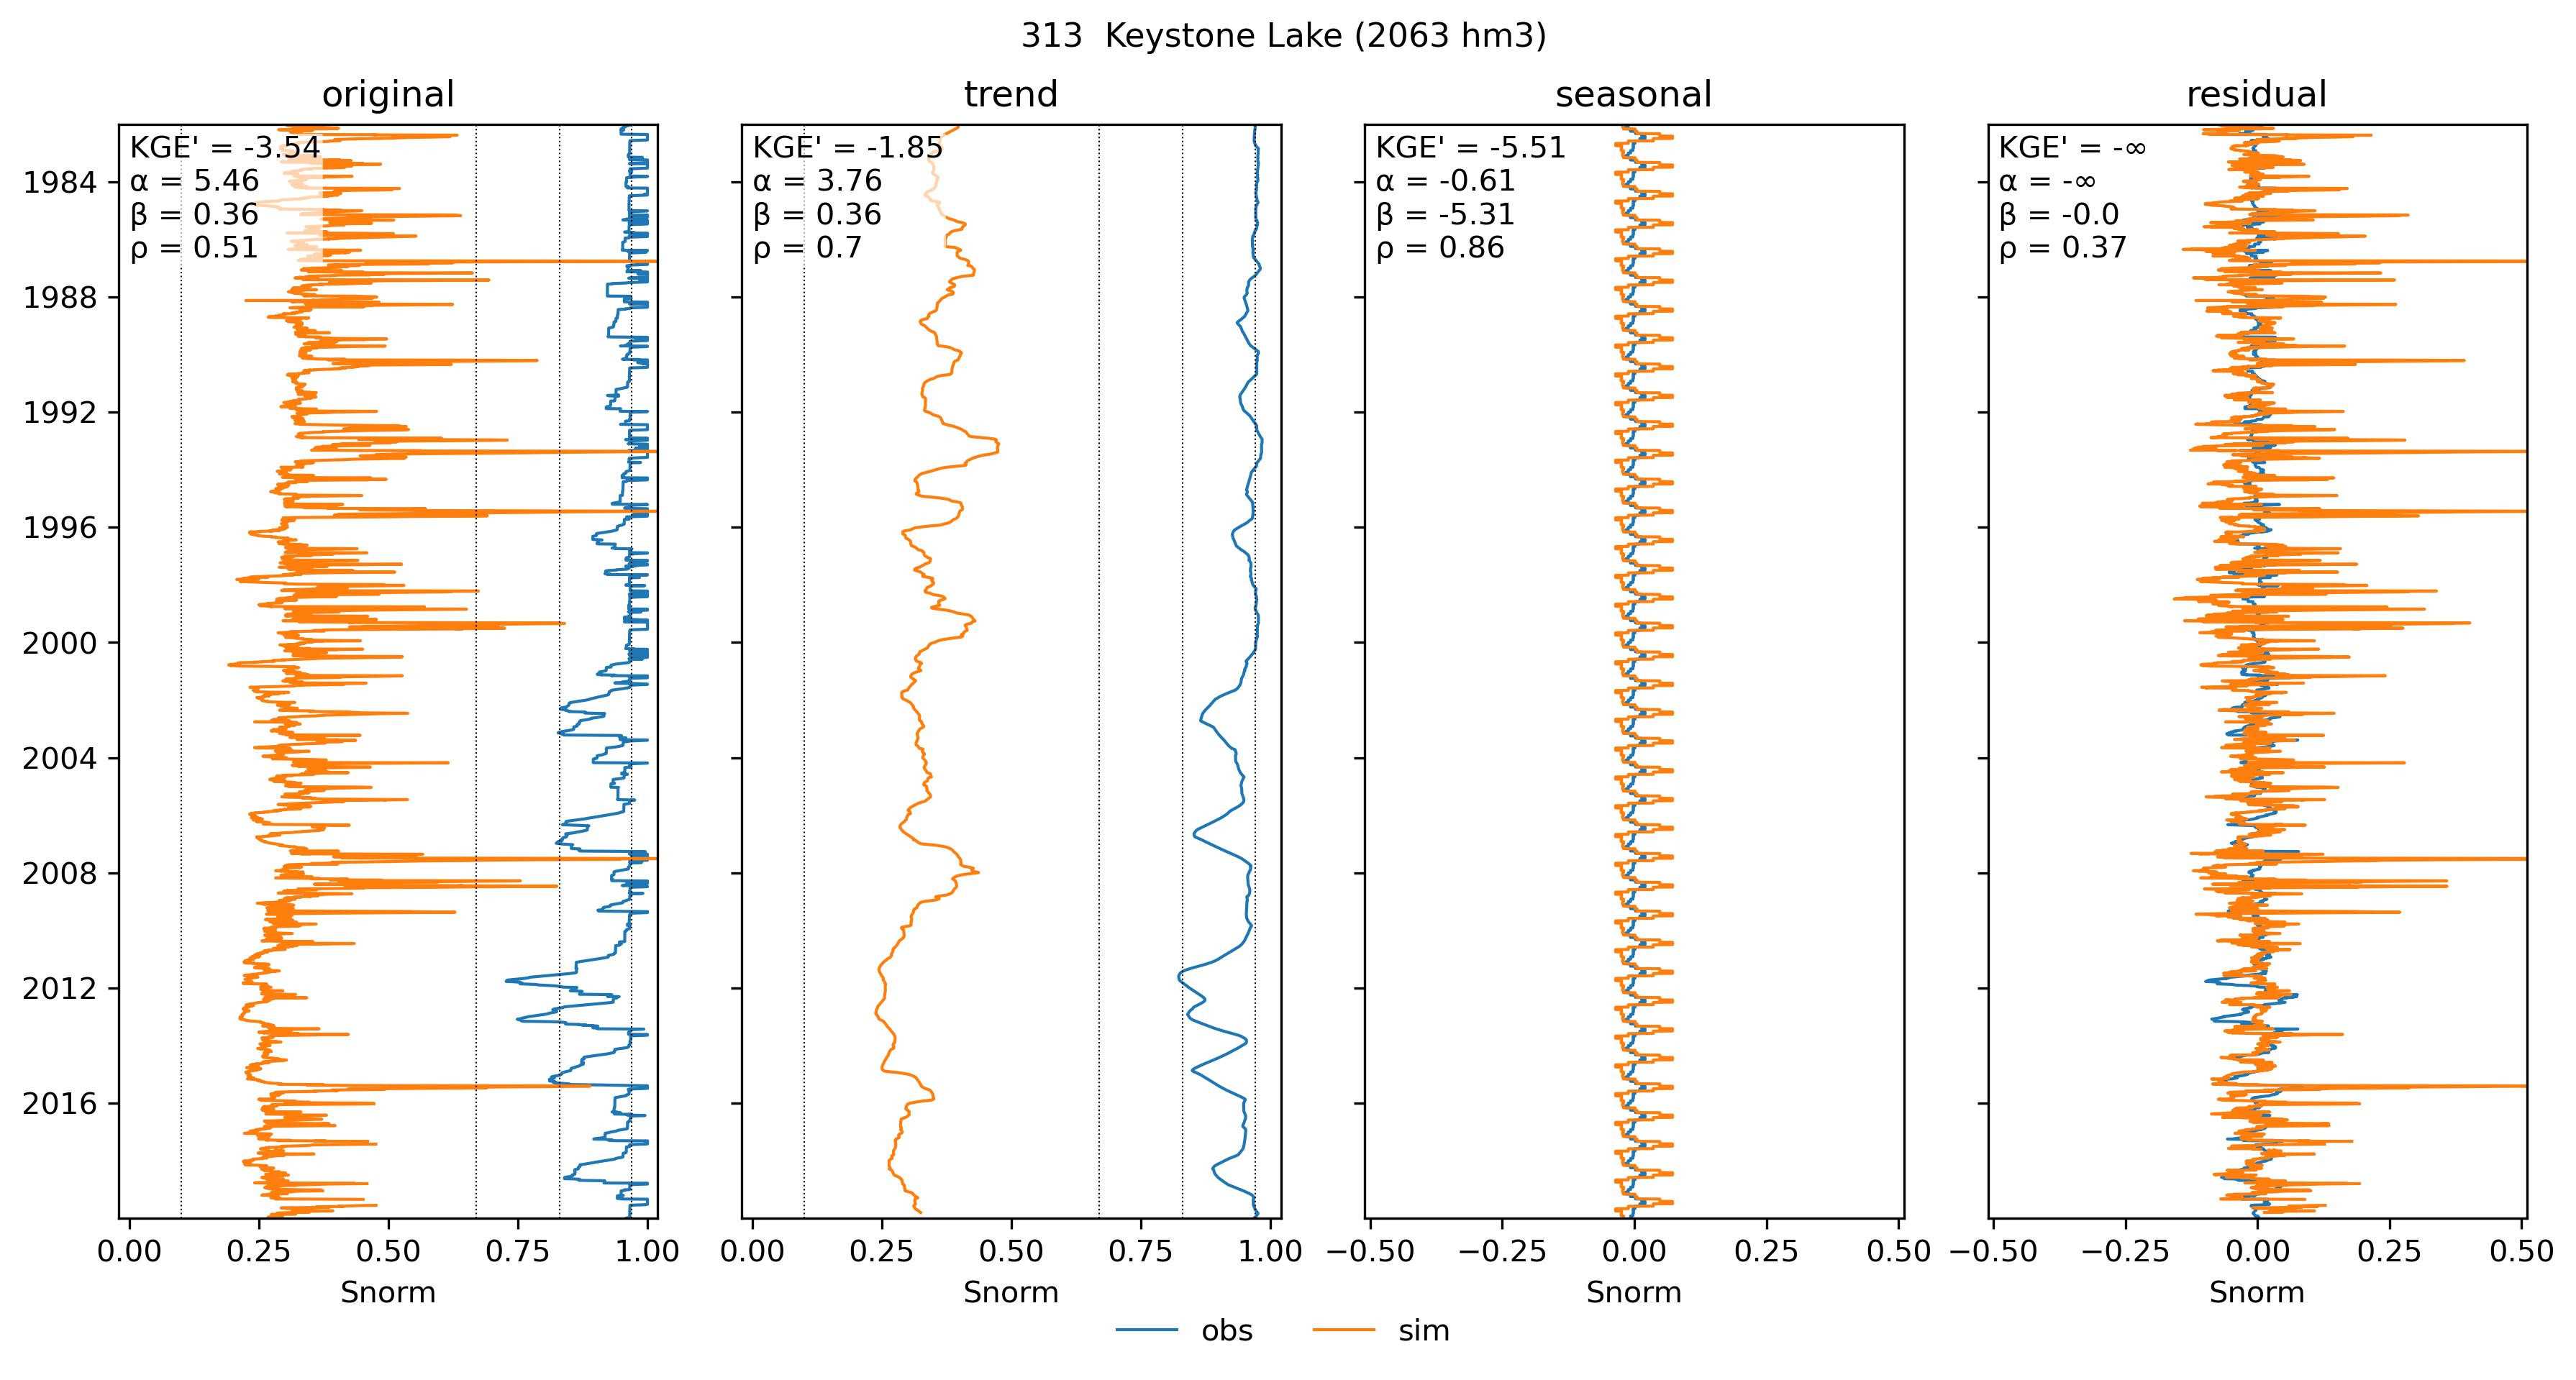 313  Keystone Lake (2063 hm3)
original
trend
seasonal
residual
KGE' = -3.54
α = 5.46
β = 0.36
ρ = 0.51
KGE' = -1.85
α = 3.76
β = 0.36
ρ = 0.7
KGE' = -5.51
α = -0.61
β = -5.31
ρ = 0.86
KGE' = -∞
α = -∞
β = -0.0
ρ = 0.37
1984
1988
1992
1996
2000
2004
2008
2012
2016
0.00 0.25 0.50 0.75 1.00
0.00 0.25 0.50 0.75 1.00
−0.50 −0.25 0.00 0.25 0.50
−0.50 −0.25 0.00 0.25 0.50
Snorm
Snorm
Snorm
Snorm
obs
sim